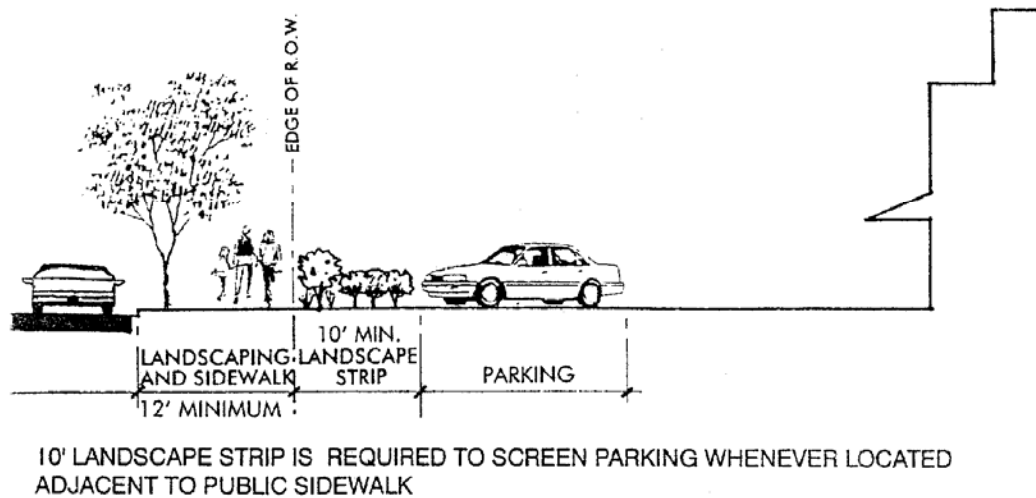 EDGE OF R.O.W.
10' MIN.
LANDSCAPE
STRIP
LANDSCAPING
AND SIDEWALK
12' MINIMUM
PARKING
10' LANDSCAPE STRIP IS REQUIRED TO SCREEN PARKING WHENEVER LOCATED
ADJACENT TO PUBLIC SIDEWALK